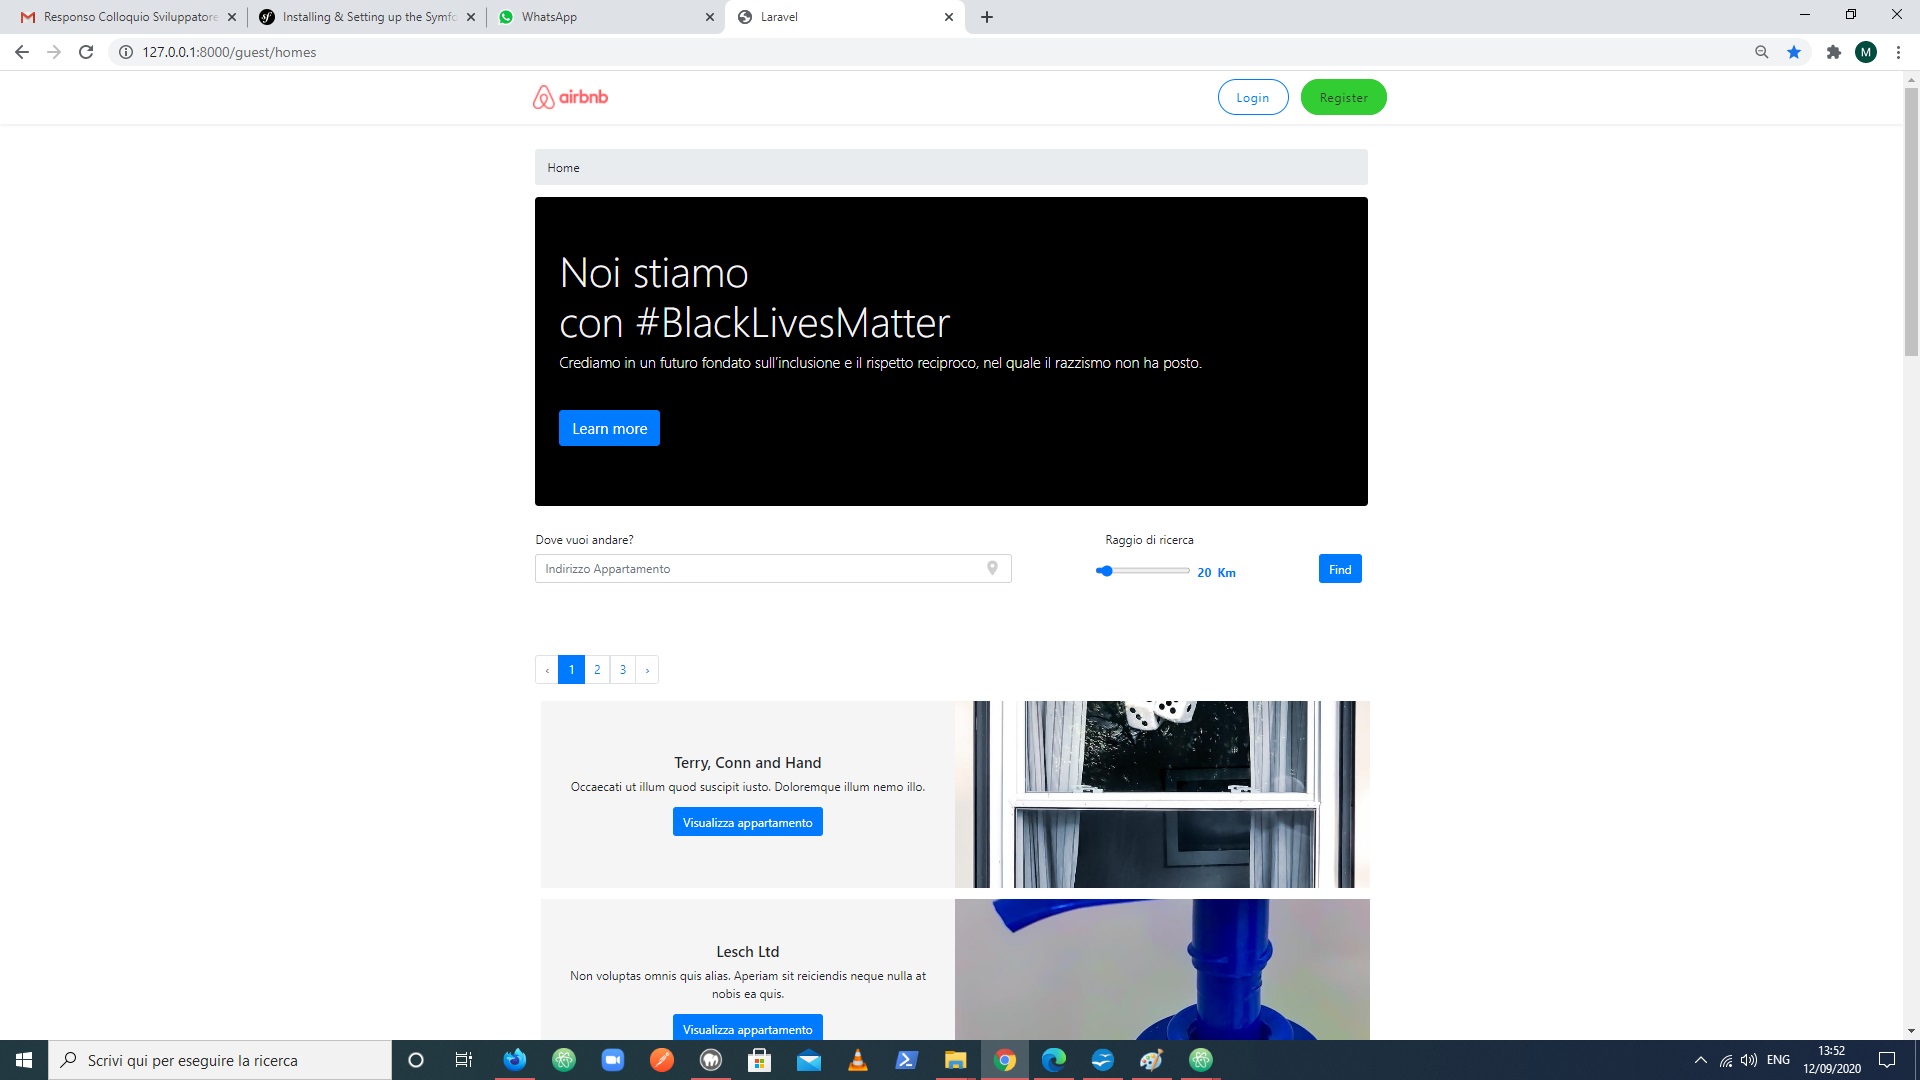 Responso Colloquio Sviluppatore
Installing & Setting up the Symfo
WhatsApp
Laravel
127.0.0.1:8000/guest/homes
M
airbnb
Login
Register
Home
Noi stiamo
con #BlackLivesMatter
Crediamo in un futuro fondato sull'inclusione e il rispetto reciproco, nel quale il razzismo non ha posto.
Learn more
Dove vuoi andare?
Raggio di ricerca
Indirizzo Appartamento
20 Km
Find
‹ 1 2 3 ›
Terry, Conn and Hand
Occaecati ut illum quod suscipit iusto. Doloremque illum nemo illo.
Visualizza appartamento
Lesch Ltd
Non voluptas omnis quis alias. Aperiam sit reiciendis neque nulla at
nobis ea quis.
Visualizza appartamento
Scrivi qui per eseguire la ricerca
ENG
13:52
12/09/2020